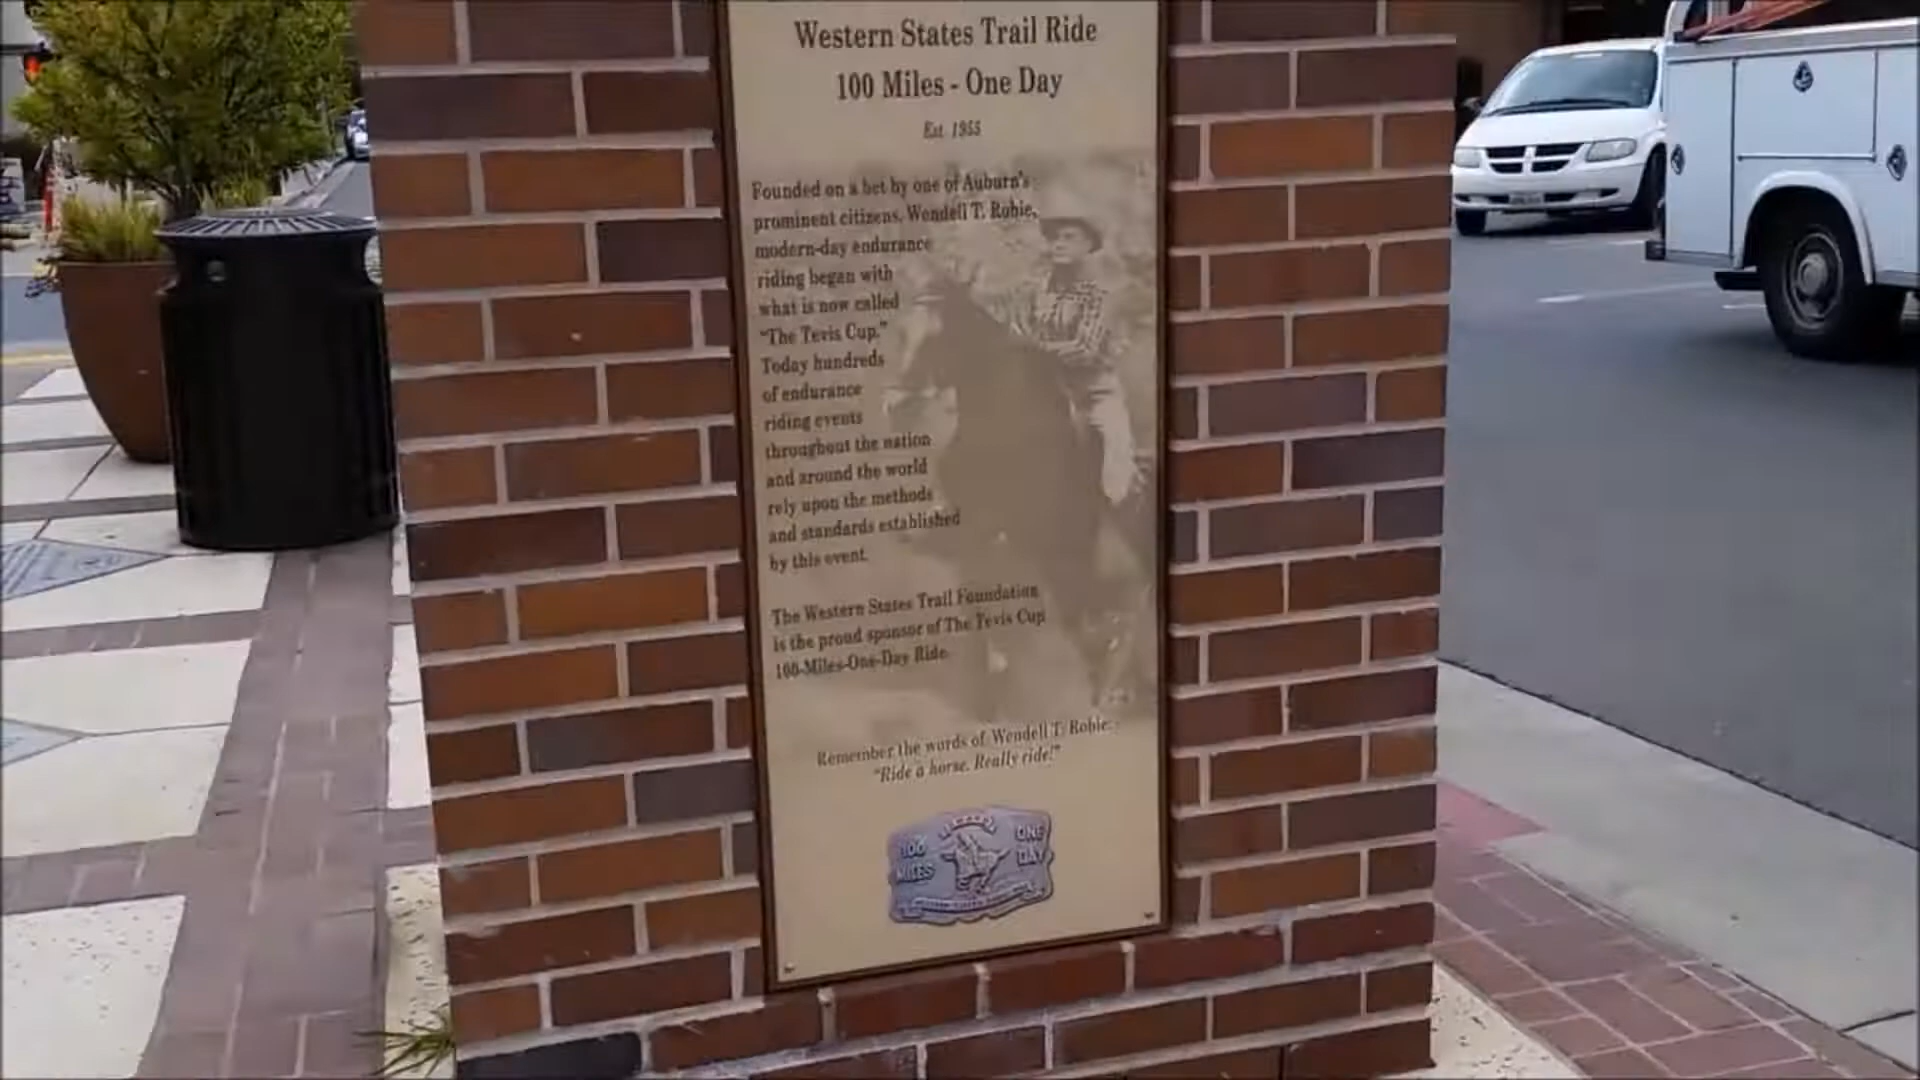 Western States Trail Ride
100 Miles - One Day
Est. 1955
Founded on a bet by one of Auburn's
prominent citizens, Wendell T. Robie,
modern-day endurance
riding began with
what is now called
"The Tevis Cup."
Today hundreds
of endurance
riding events
throughout the nation
and around the world
rely upon the methods
and standards established
by this event.
The Western States Trail Foundation
is the proud sponsor of The Tevis Cup
100-Miles-One-Day Ride.
Remember the words of Wendell T. Robie:
"Ride a horse. Really ride!"
100
MILES
ONE
DAY